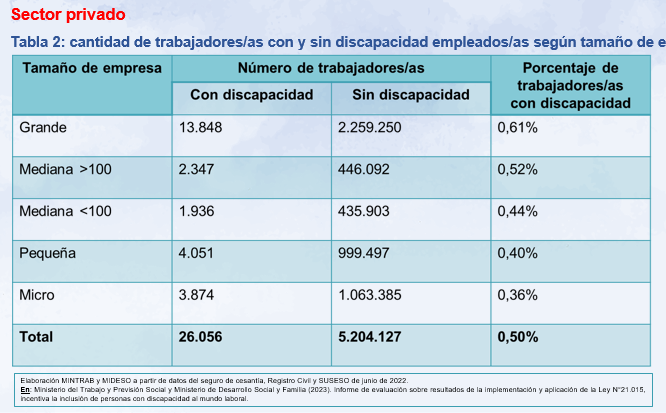 Sector privado
Tabla 2: cantidad de trabajadores/as con y sin discapacidad empleados/as según tamaño de e
Tamaño de empresa Número de trabajadores/as Porcentaje de trabajadores/as con discapacidad
Con discapacidad Sin discapacidad
Grande 13.848 2.259.250 0,61%
Mediana >100 2.347 446.092 0,52%
Mediana <100 1.936 435.903 0,44%
Pequeña 4.051 999.497 0,40%
Micro 3.874 1.063.385 0,36%
Total 26.056 5.204.127 0,50%
Elaboración MINTRAB y MIDESO a partir de datos del seguro de cesantía, Registro Civil y SUSESO de junio de 2022.
En: Ministerio del Trabajo y Previsión Social y Ministerio de Desarrollo Social y Familia (2023). Informe de evaluación sobre resultados de la implementación y aplicación de la Ley N°21.015,
incentiva la inclusión de personas con discapacidad al mundo laboral.